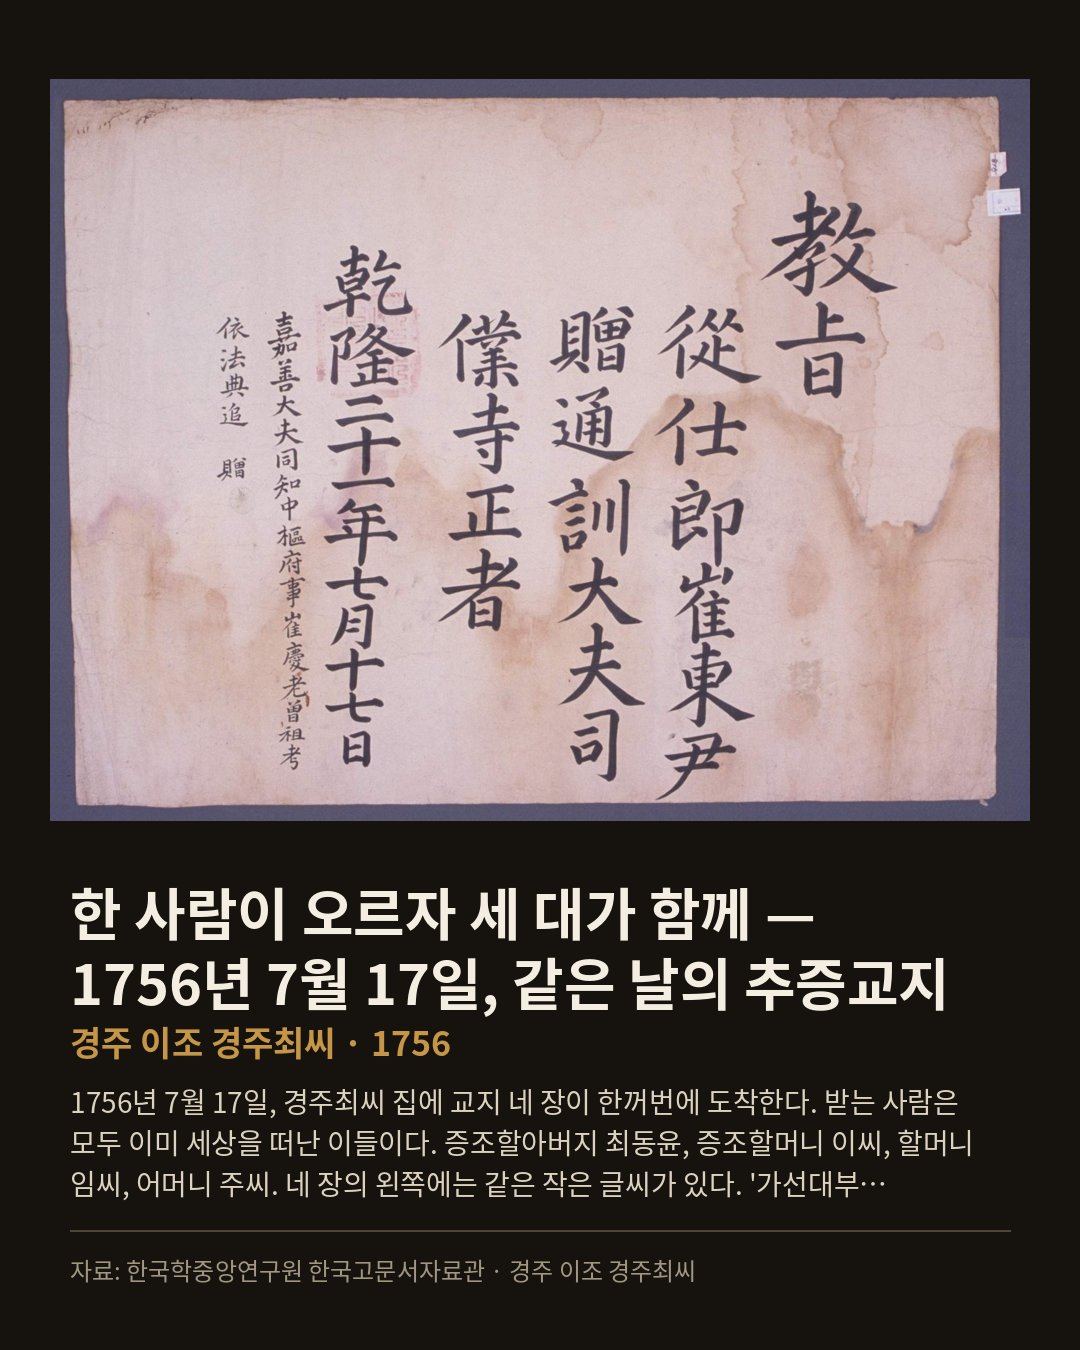 教旨
從仕郎崔東尹
贈通訓大夫司
僕寺正者
乾隆二十一年七月十七日
嘉善大夫同知中樞府事崔慶老曾祖考
依法典追 贈
한 사람이 오르자 세 대가 함께 —
1756년 7월 17일, 같은 날의 추증교지
경주 이조 경주최씨 · 1756
1756년 7월 17일, 경주최씨 집에 교지 네 장이 한꺼번에 도착한다. 받는 사람은
모두 이미 세상을 떠난 이들이다. 증조할아버지 최동윤, 증조할머니 이씨, 할머니
임씨, 어머니 주씨. 네 장의 왼쪽에는 같은 작은 글씨가 있다. '가선대부…
자료: 한국학중앙연구원 한국고문서자료관 · 경주 이조 경주최씨